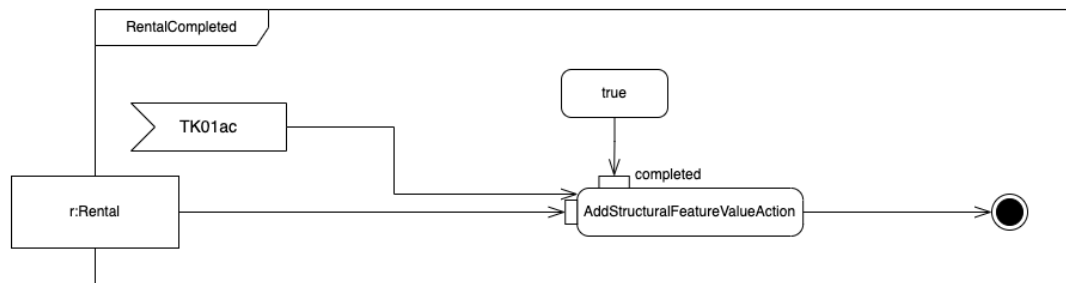 RentalCompleted
true
TK01ac
completed
r:Rental
AddStructuralFeatureValueAction